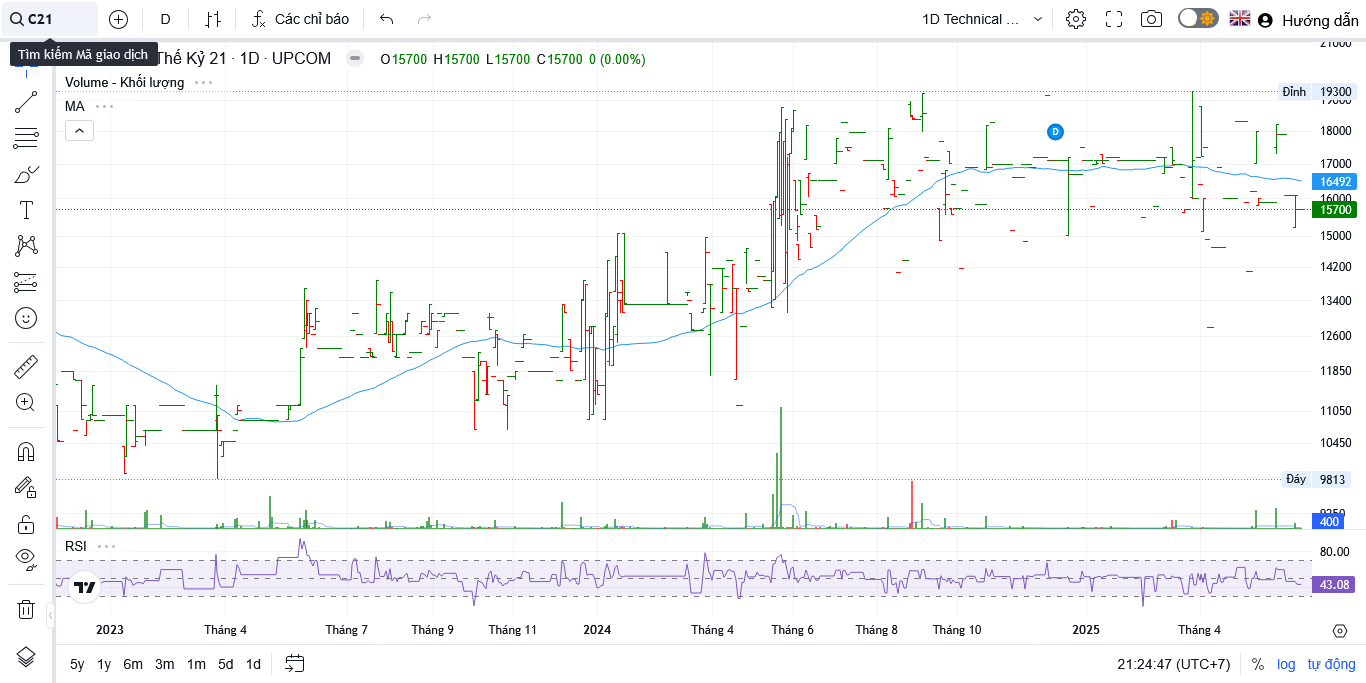 C21
D
Các chỉ báo
1D Technical ...
Hướng dẫn
Tìm kiếm Mã giao dịch
Thế Kỷ 21 · 1D · UPCOM
O15700 H15700 L15700 C15700 0 (0.00%)
Volume - Khối lượng
MA
21000
Đỉnh 19300
19000
18000
D
17000
16492
16000
15700
15000
14200
13400
12600
11850
11050
10450
Đáy 9813
9250
400
RSI
80.00
43.08
2023 Tháng 4 Tháng 7 Tháng 9 Tháng 11 2024 Tháng 4 Tháng 6 Tháng 8 Tháng 10 2025 Tháng 4
5y 1y 6m 3m 1m 5d 1d
21:24:47 (UTC+7) % log tự động